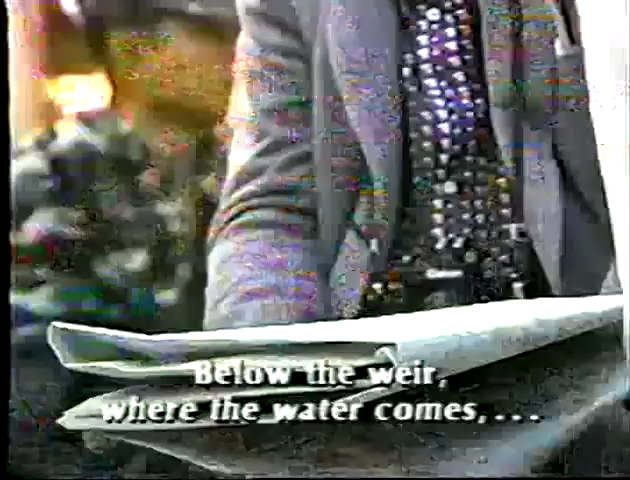 Below the weir,
where the water comes,....